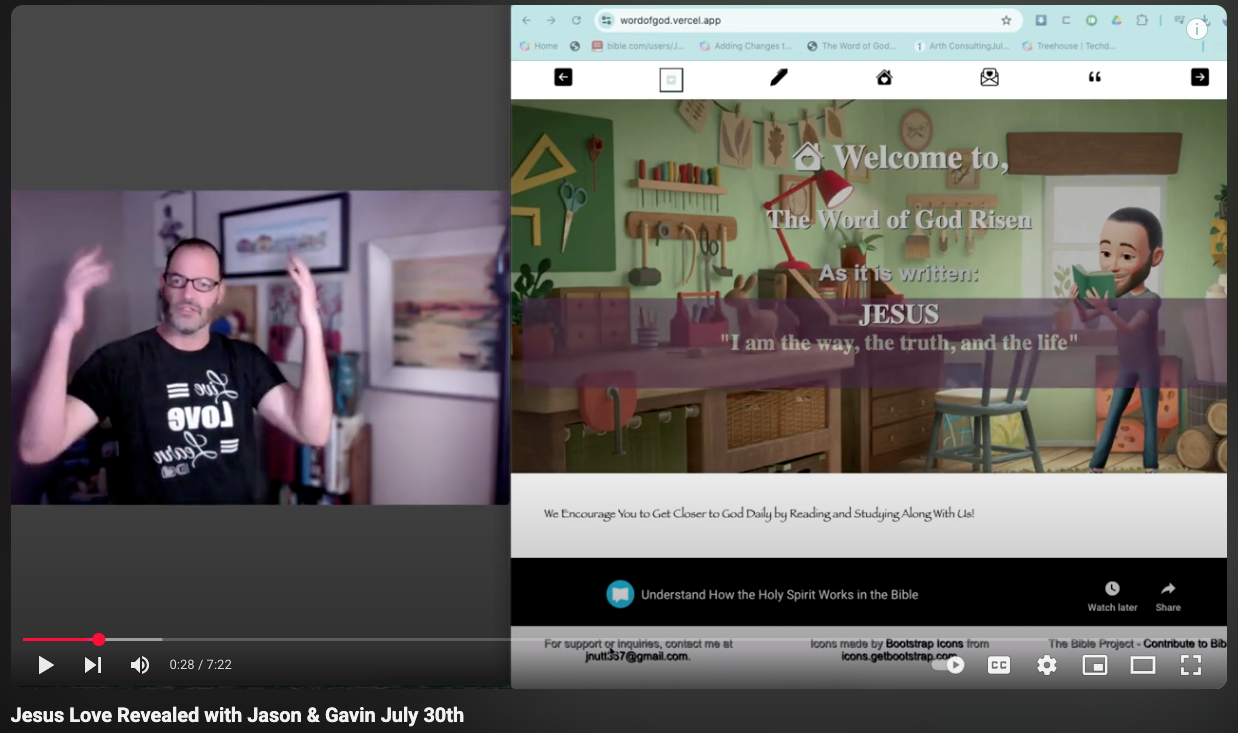 wordofgod.vercel.app
Home
bible.com/users/J...
Adding Changes t...
The Word of God...
Arth ConsultingJul...
Treehouse | Techd...
Welcome to,
The Word of God Risen
As it is written:
JESUS
"I am the way, the truth, and the life"
Live
Love
Learn
We Encourage You to Get Closer to God Daily by Reading and Studying Along With Us!
Understand How the Holy Spirit Works in the Bible
Watch later
Share
For support or inquiries, contact me at
jnutt337@gmail.com.
Icons made by Bootstrap Icons from
icons.getbootstrap.com
The Bible Project - Contribute to Bib
0:28 / 7:22
CC
Jesus Love Revealed with Jason & Gavin July 30th